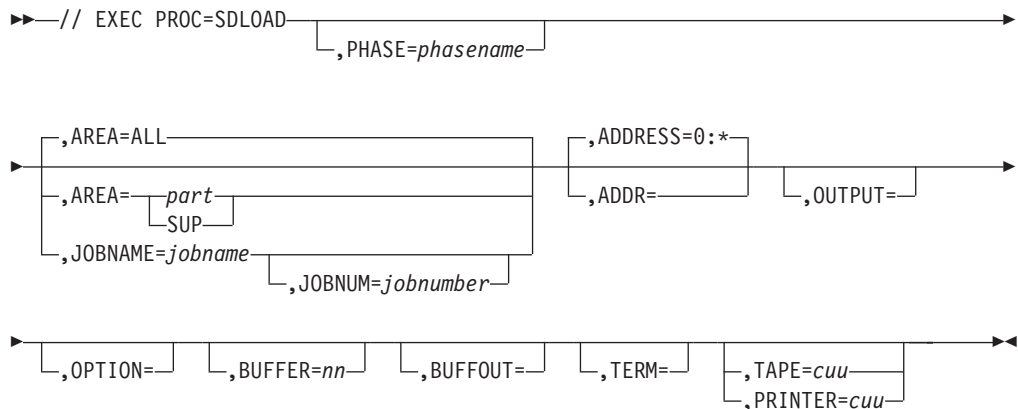 // EXEC PROC=SDLOAD
,PHASE=phasename
,AREA=ALL
,AREA=
part
SUP
,JOBNAME=jobname
,JOBNUM=jobnumber
,ADDRESS=0:*
,ADDR=
,OUTPUT=
,OPTION=
,BUFFER=nn
,BUFFOUT=
,TERM=
,TAPE=cuu
,PRINTER=cuu